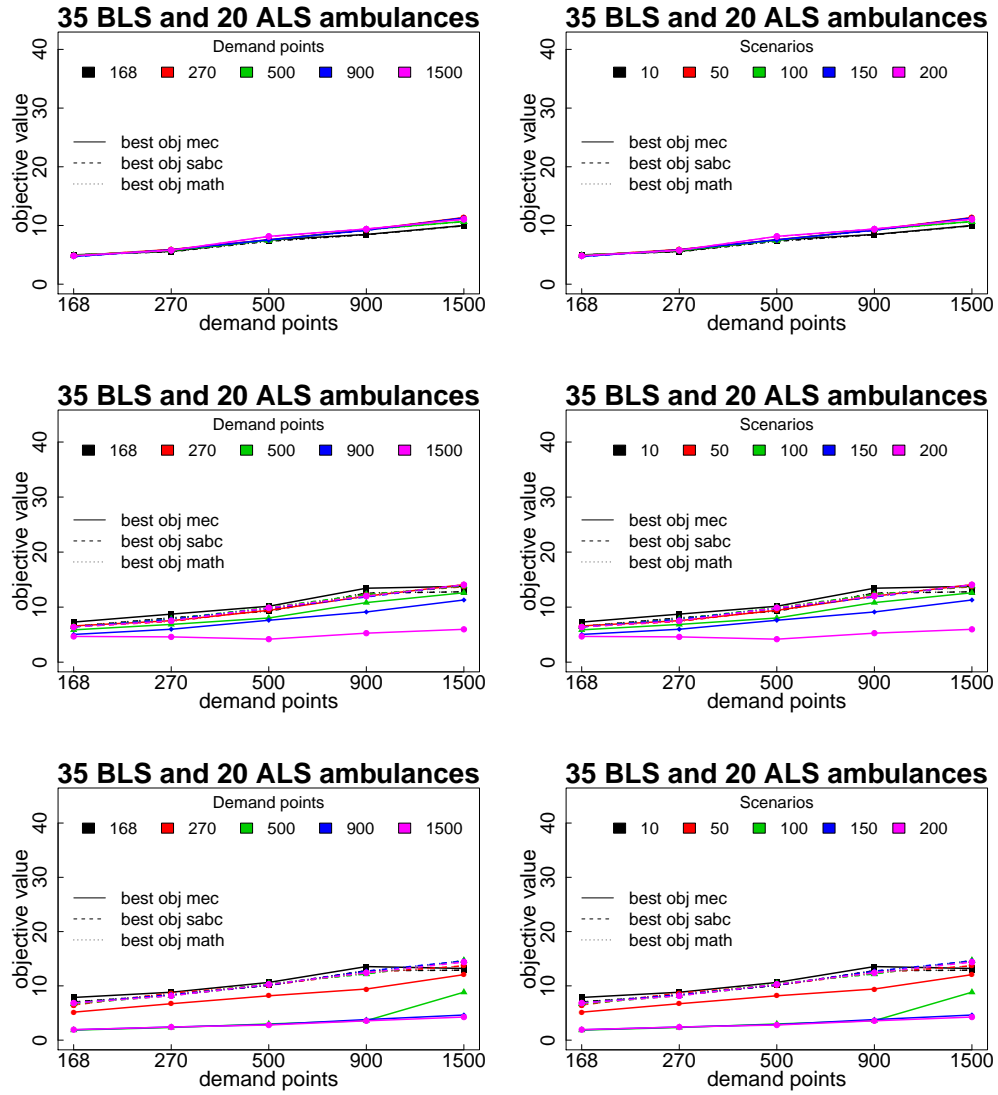 35 BLS and 20 ALS ambulances
Demand points
168 270 500 900 1500
best obj mec
best obj sabc
best obj math
objective value
0 10 20 30 40
168 270 500 900 1500
demand points
35 BLS and 20 ALS ambulances
Scenarios
10 50 100 150 200
best obj mec
best obj sabc
best obj math
objective value
0 10 20 30 40
168 270 500 900 1500
demand points
35 BLS and 20 ALS ambulances
Demand points
168 270 500 900 1500
best obj mec
best obj sabc
best obj math
objective value
0 10 20 30 40
168 270 500 900 1500
demand points
35 BLS and 20 ALS ambulances
Scenarios
10 50 100 150 200
best obj mec
best obj sabc
best obj math
objective value
0 10 20 30 40
168 270 500 900 1500
demand points
35 BLS and 20 ALS ambulances
Demand points
168 270 500 900 1500
best obj mec
best obj sabc
best obj math
objective value
0 10 20 30 40
168 270 500 900 1500
demand points
35 BLS and 20 ALS ambulances
Scenarios
10 50 100 150 200
best obj mec
best obj sabc
best obj math
objective value
0 10 20 30 40
168 270 500 900 1500
demand points